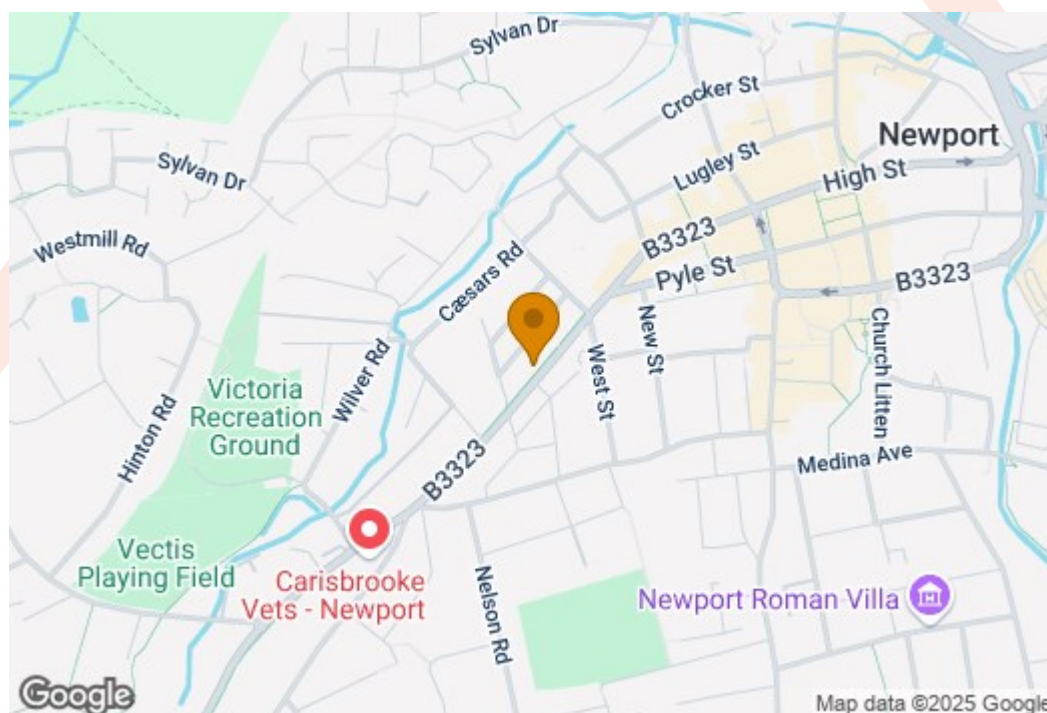 Sylvan Dr
Crocker St
Newport
Lugley St
High St
Sylvan Dr
B3323
Westmill Rd
Cæsars Rd
Pyle St
B3323
New St
Church Litten
West St
Wilver Rd
Victoria
Recreation
Ground
Hinton Rd
B3323
Medina Ave
Vectis
Playing Field
Carisbrooke
Vets - Newport
Nelson Rd
Newport Roman Villa
Google
Map data ©2025 Google